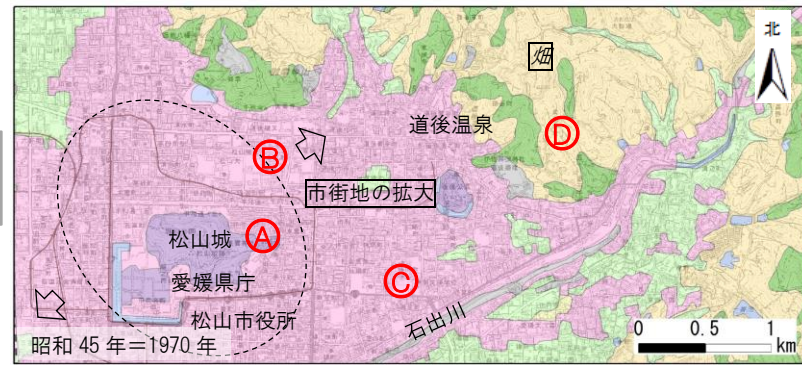 北
畑
道後温泉
D
B
市街地の拡大
松山城
A
愛媛県庁
C
松山市役所
石出川
昭和 45 年＝1970 年
0 0.5 1
km